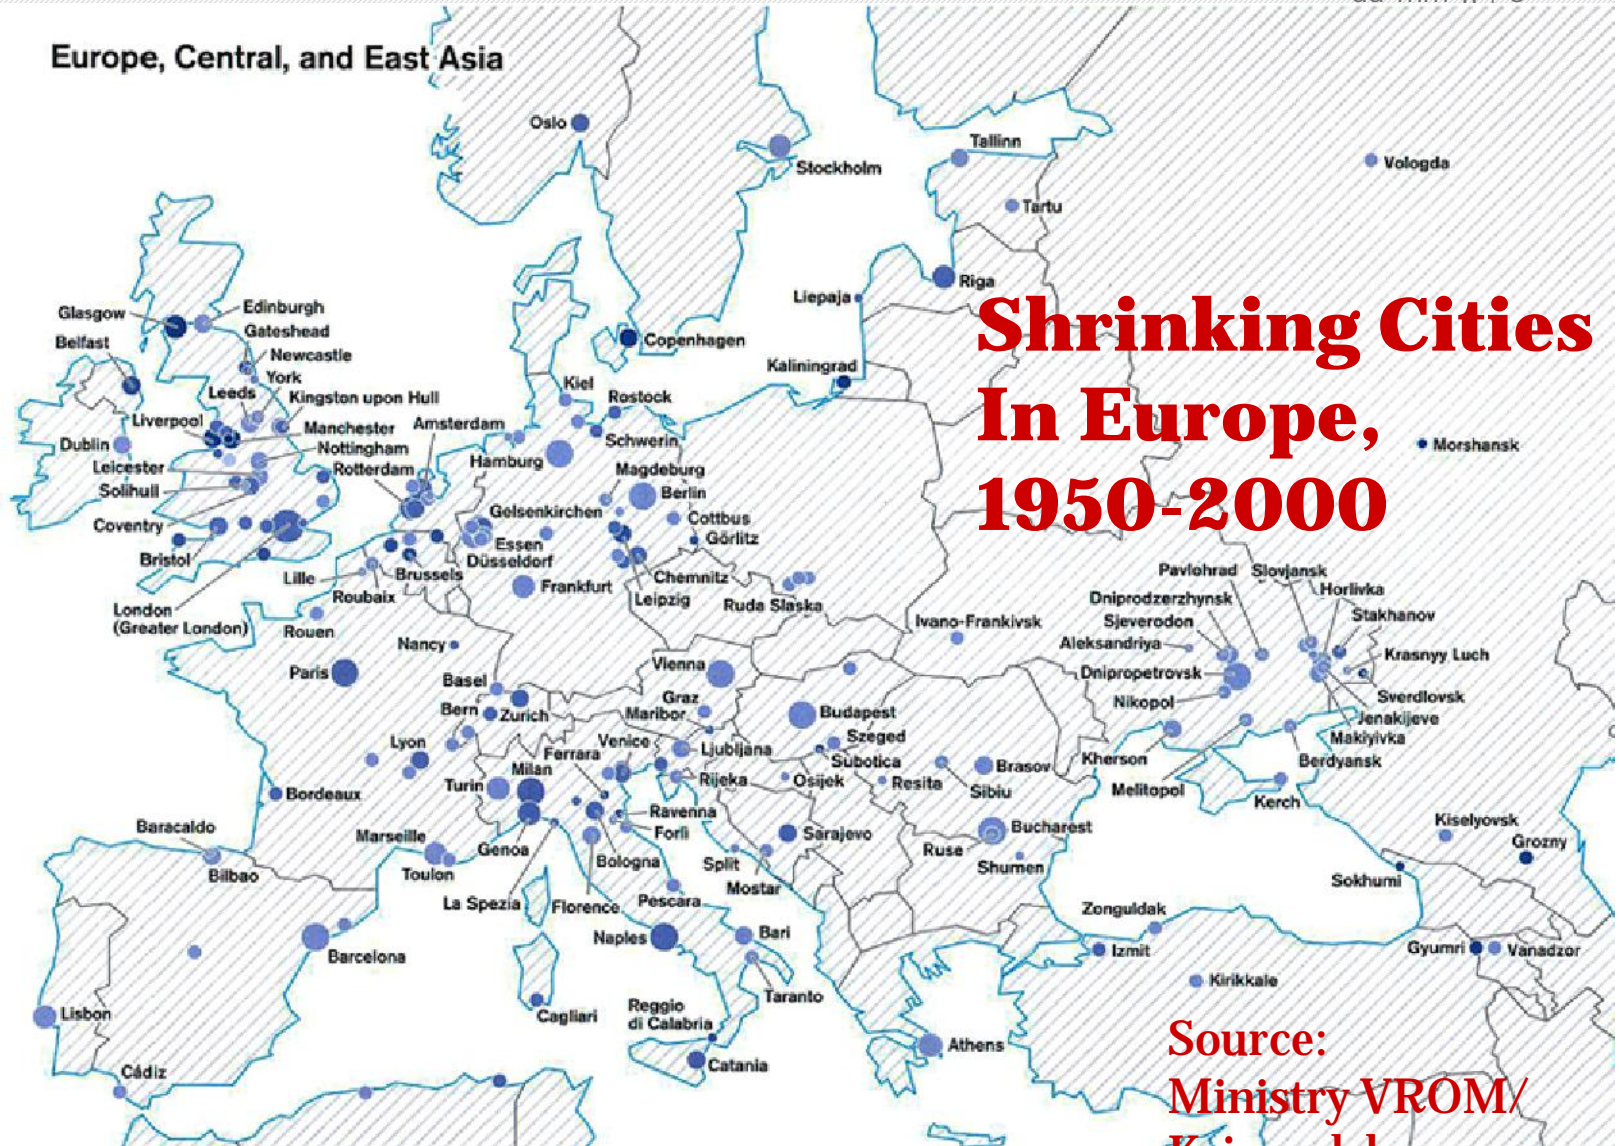 Europe, Central, and East Asia
Oslo
Stockholm
Tallinn
Vologda
Tartu
Riga
Liepaja
Shrinking Cities
In Europe,
1950-2000
Glasgow
Edinburgh
Gateshead
Belfast
Newcastle
York
Leeds
Kingston upon Hull
Liverpool
Manchester
Dublin
Nottingham
Leicester
Solihull
Coventry
Bristol
London
(Greater London)
Copenhagen
Kaliningrad
Kiel
Rostock
Amsterdam
Schwerin
Hamburg
Rotterdam
Magdeburg
Berlin
Gelsenkirchen
Cottbus
Görlitz
Essen
Düsseldorf
Morshansk
Lille
Brussels
Roubaix
Frankfurt
Chemnitz
Leipzig
Ruda Slaska
Rouen
Nancy
Paris
Pavlohrad
Slovjansk
Horlivka
Dniprodzerzhynsk
Stakhanov
Sjeverodon
Ivano-Frankivsk
Aleksandriya
Krasnyy Luch
Dnipropetrovsk
Sverdlovsk
Nikopol
Jenakijeve
Makiyivka
Kherson
Berdyansk
Melitopol
Kerch
Vienna
Basel
Graz
Bern
Zurich
Maribor
Budapest
Szeged
Lyon
Venice
Ferrara
Ljubljana
Subotica
Milan
Turin
Rijeka
Osijek
Resita
Brasov
Sibiu
Bordeaux
Ravenna
Forli
Sarajevo
Bucharest
Ruse
Shumen
Baracaldo
Marseille
Genoa
Bologna
Split
Mostar
Bilbao
Toulon
La Spezia
Florence
Pescara
Kiselyovsk
Grozny
Sokhumi
Zonguldak
Naples
Bari
Izmit
Gyumri
Vanadzor
Barcelona
Kirikkale
Taranto
Lisbon
Cagliari
Reggio
di Calabria
Athens
Catania
Cádiz
Source:
Ministry VROM/